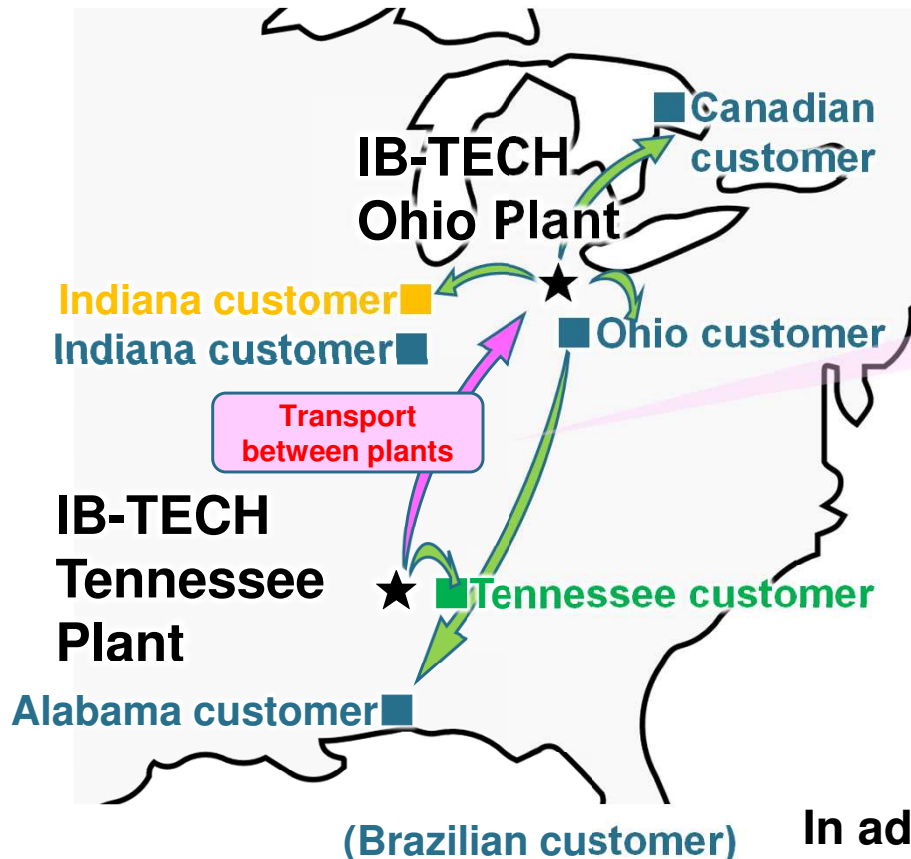 Canadian
customer
IB-TECH
Ohio Plant
Indiana customer
Indiana customer
Ohio customer
Transport
between plants
IB-TECH
Tennessee
Plant
Tennessee customer
Alabama customer
(Brazilian customer)
In ad